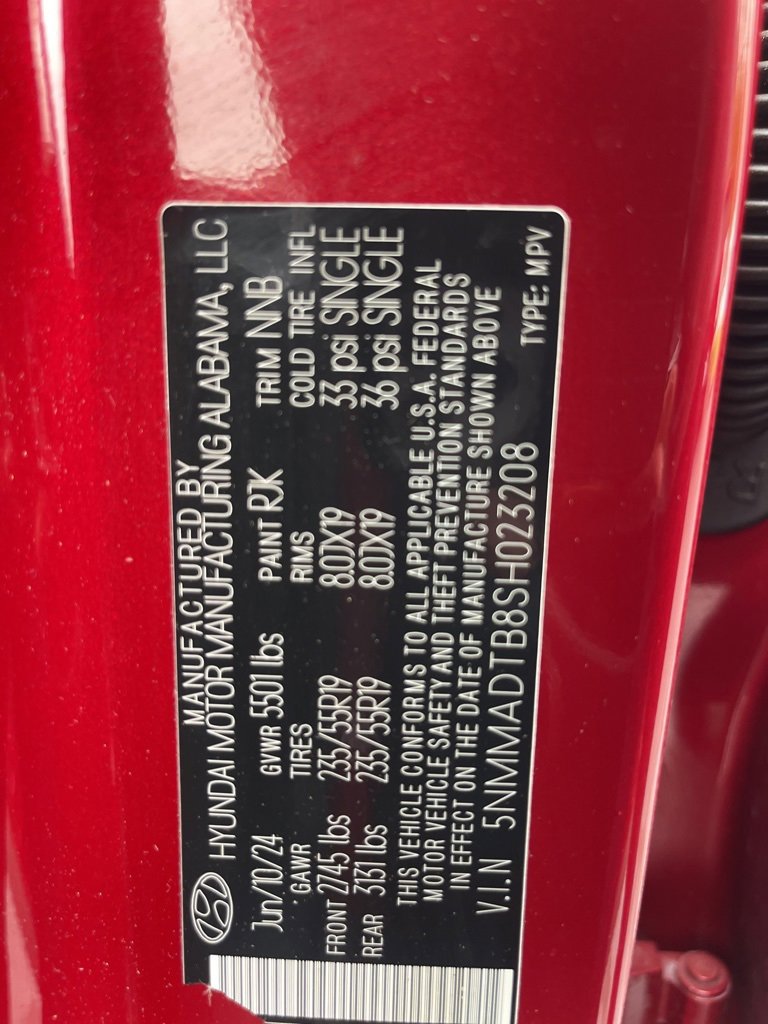 MANUFACTURED BY
HYUNDAI MOTOR MANUFACTURING ALABAMA, LLC
Jun/10/24 GVWR 5501 lbs PAINT RJK TRIM NNB
GAWR TIRES RIMS COLD TIRE INFL
FRONT 2745 lbs 235/55R19 8.0JX19 33 psi SINGLE
REAR 3131 lbs 235/55R19 8.0JX19 36 psi SINGLE
THIS VEHICLE CONFORMS TO ALL APPLICABLE U.S.A. FEDERAL
MOTOR VEHICLE SAFETY AND THEFT PREVENTION STANDARDS
IN EFFECT ON THE DATE OF MANUFACTURE SHOWN ABOVE
V.I.N 5NMMADTB8SH023208 TYPE: MPV